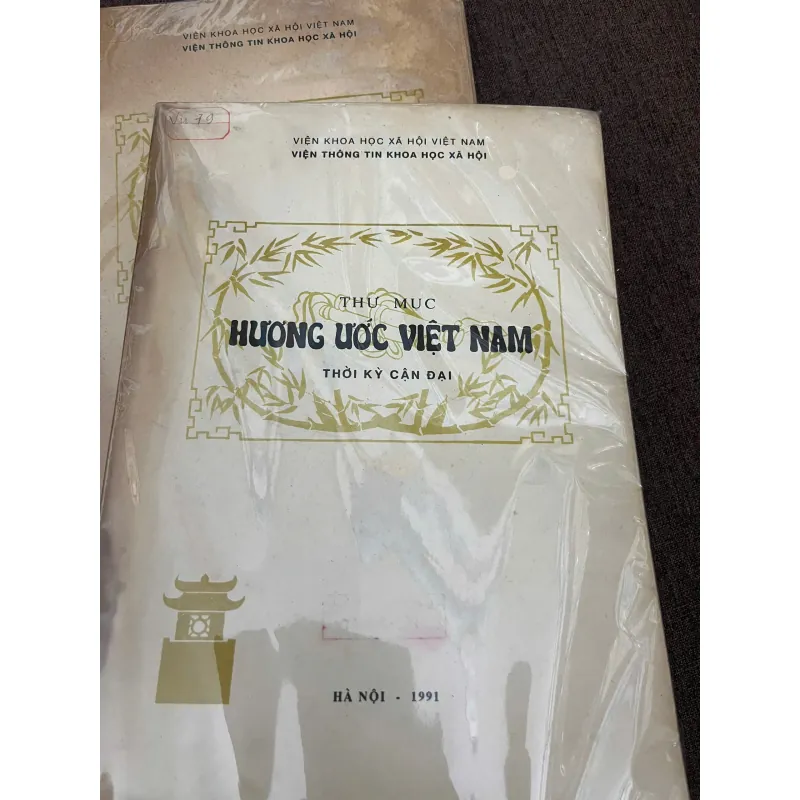 VIỆN KHOA HỌC XÃ HỘI VIỆT NAM
VIỆN THÔNG TIN KHOA HỌC XÃ HỘI
VIỆN KHOA HỌC XÃ HỘI VIỆT NAM
VIỆN THÔNG TIN KHOA HỌC XÃ HỘI
THƯ MỤC
HƯƠNG ƯỚC VIỆT NAM
THỜI KỲ CẬN ĐẠI
HÀ NỘI - 1991